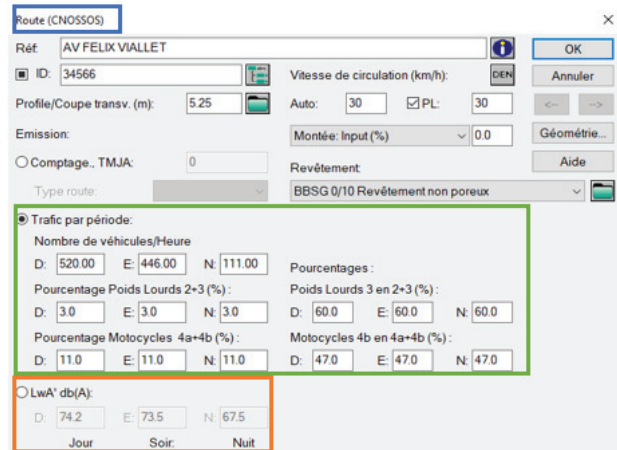 Route (CNOSSOS)
Réf: AV FELIX VIALLET OK
ID: 34566 Vitesse de circulation (km/h): DEN Annuler
Profile/Coupe transv. (m): 5.25 Auto: 30 PL: 30 <-- -->
Emission: Montée: Input (%) 0.0 Géométrie...
Comptage., TMJA: 0 Revêtement: Aide
Type route: BBSG 0/10 Revêtement non poreux
Trafic par période:
Nombre de véhicules/Heure
D: 520.00 E: 446.00 N: 111.00 Pourcentages :
Pourcentage Poids Lourds 2+3 (%) : Poids Lourds 3 en 2+3 (%) :
D: 3.0 E: 3.0 N: 3.0 D: 60.0 E: 60.0 N: 60.0
Pourcentage Motocycles 4a+4b (%) : Motocycles 4b en 4a+4b (%) :
D: 11.0 E: 11.0 N: 11.0 D: 47.0 E: 47.0 N: 47.0
LwA' db(A):
D: 74.2 E: 73.5 N: 67.5
Jour Soir: Nuit